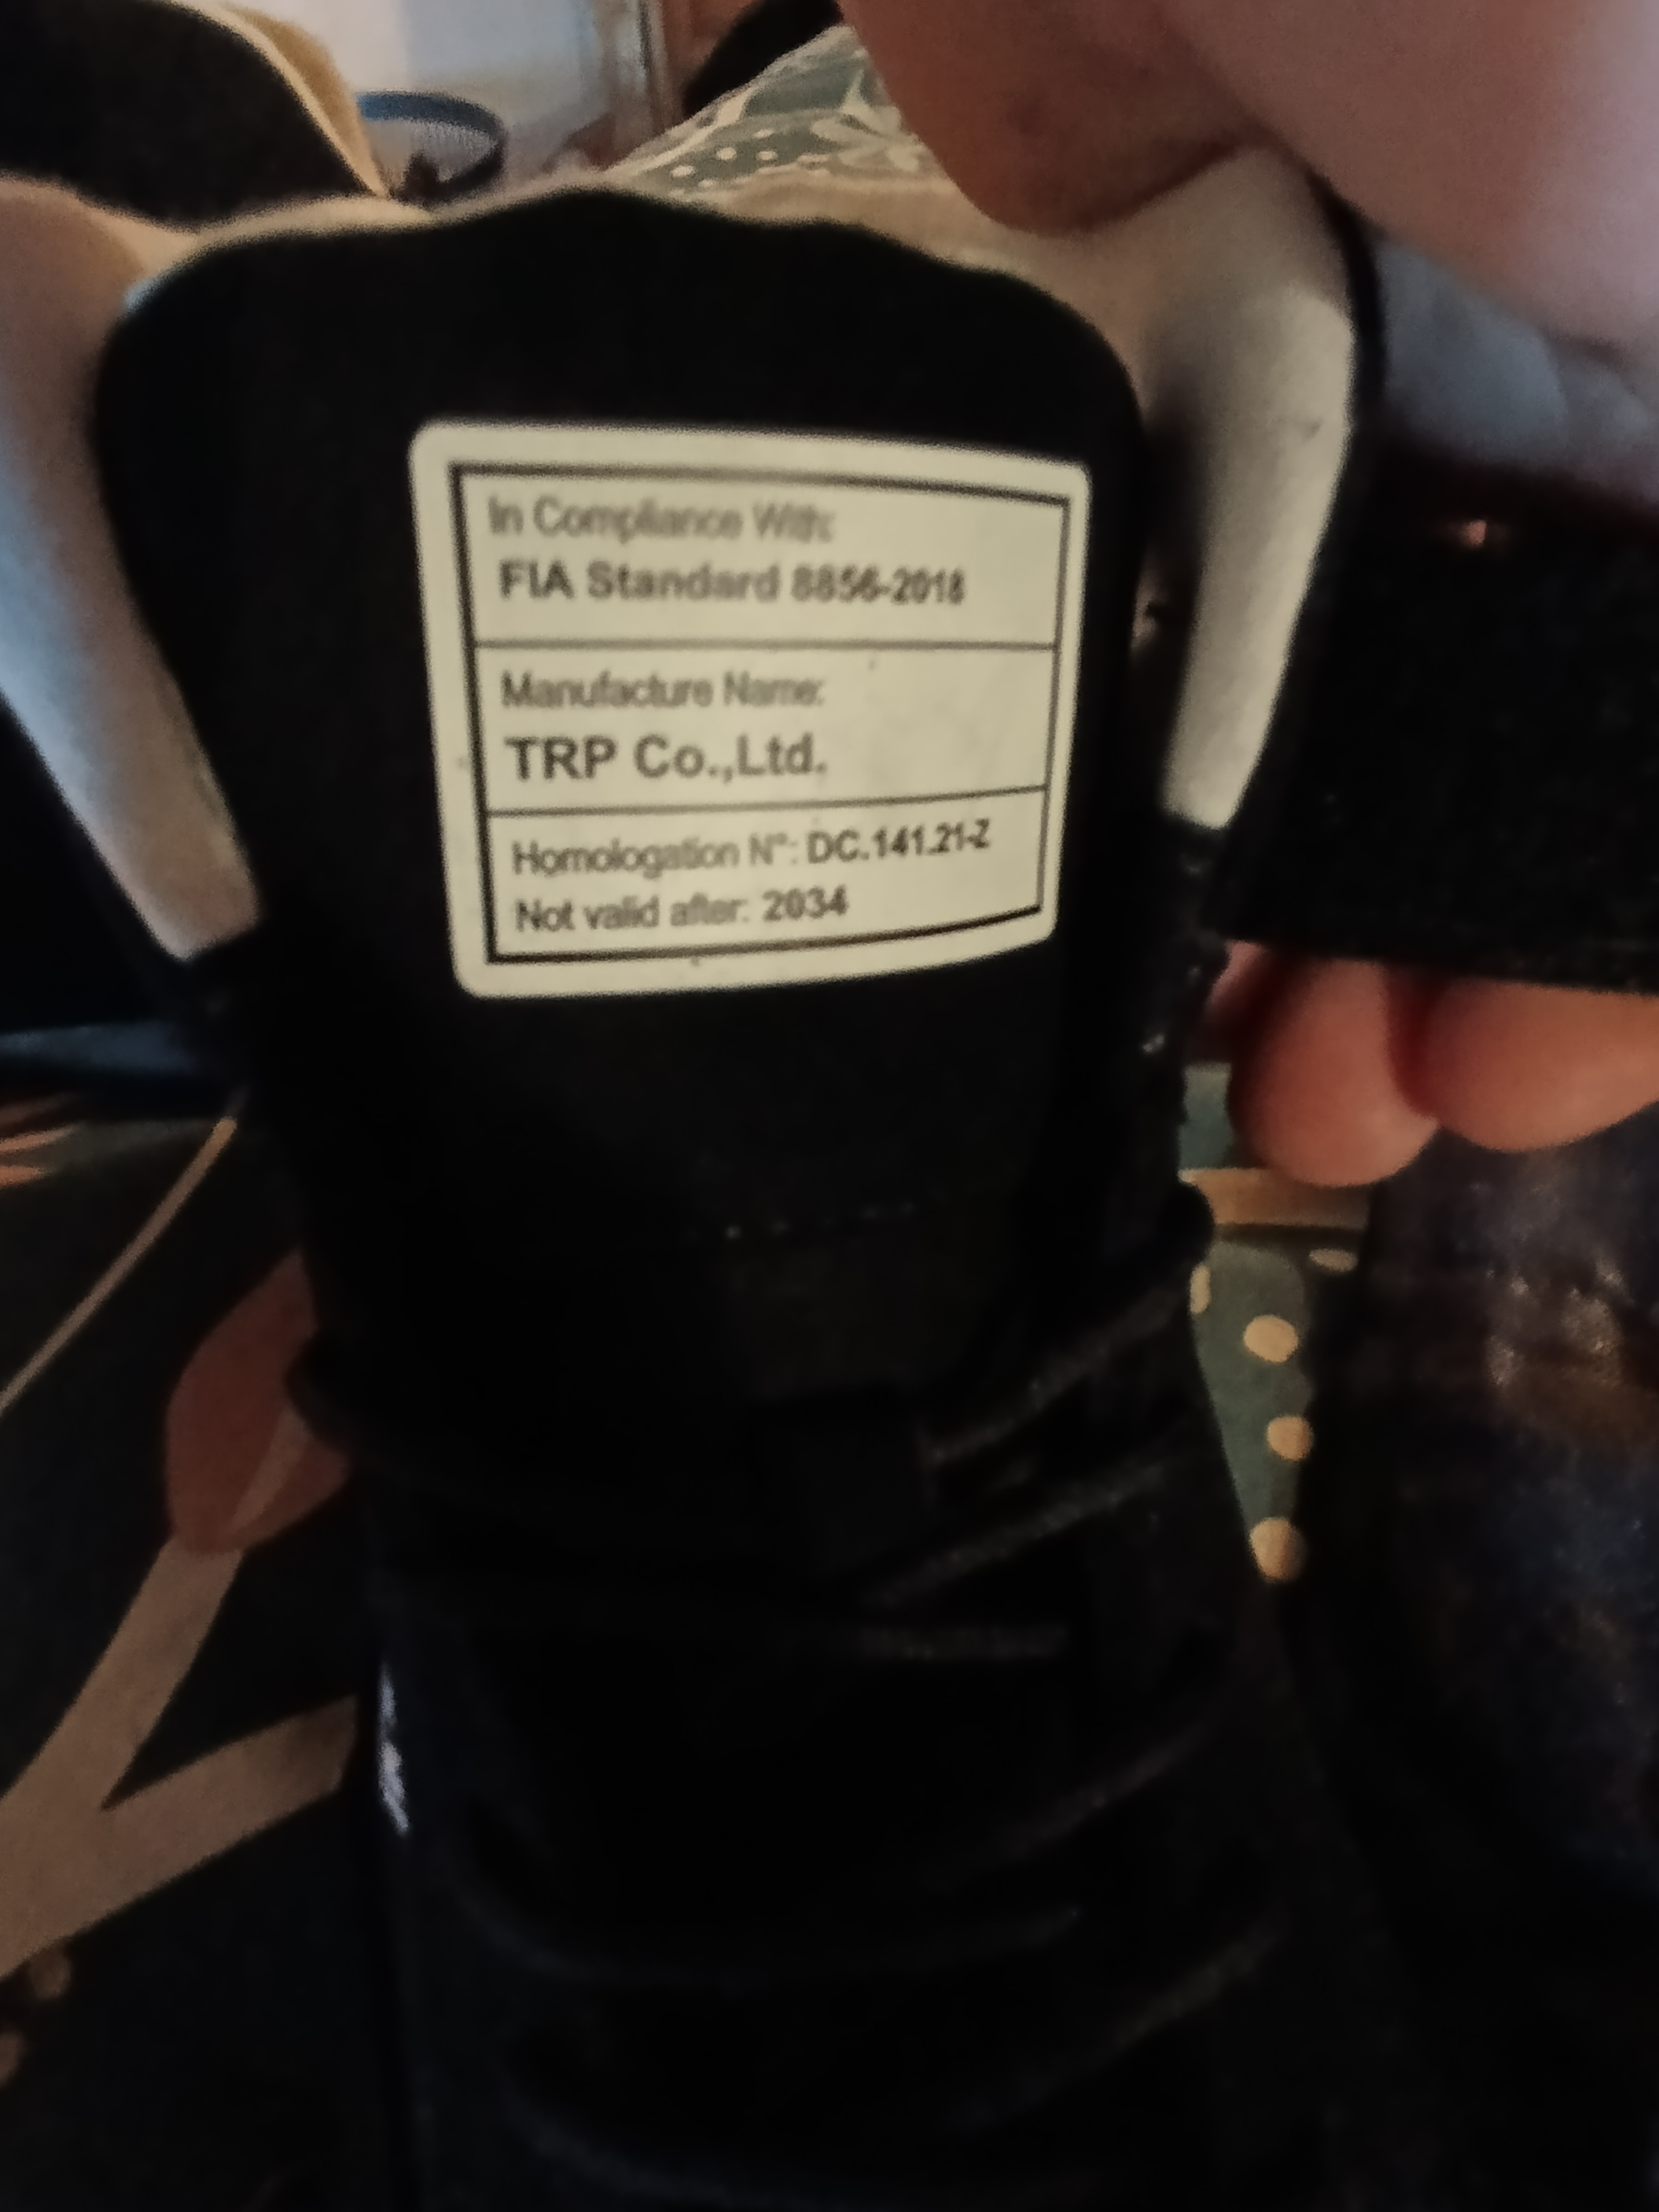 In Compliance With:
FIA Standard 8856-2018
Manufacture Name:
TRP Co.,Ltd.
Homologation N°: DC.141.21-Z
Not valid after: 2034